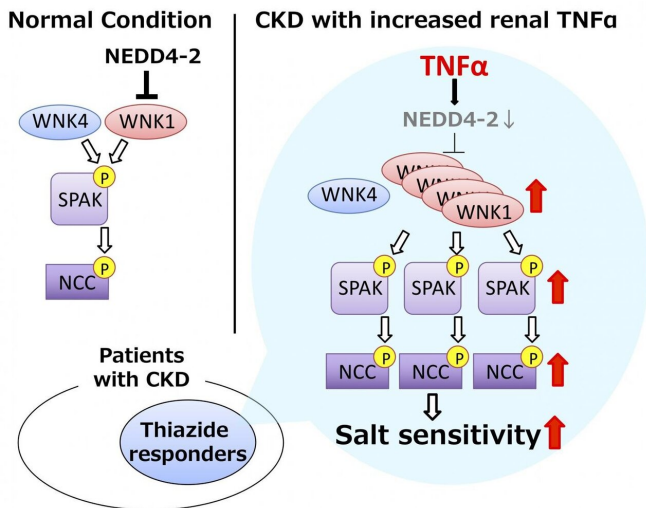 Normal Condition
NEDD4-2
WNK4
WNK1
P
SPAK
P
NCC
CKD with increased renal TNFα
TNFα
NEDD4-2↓
WNK4
WNK1
P
P
P
SPAK
SPAK
SPAK
P
P
P
NCC
NCC
NCC
Salt sensitivity
Patients
with CKD
Thiazide
responders